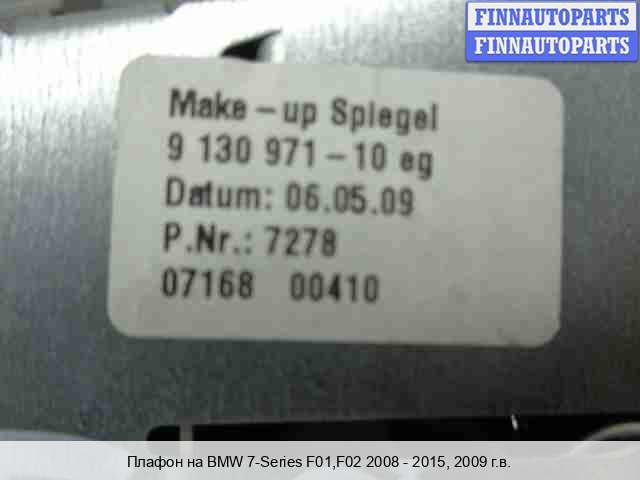 FINNAUTOPARTS
FINNAUTOPARTS
Make-up Spiegel
9 130 971-10 eg
Datum: 06.05.09
P.Nr.: 7278
07168 00410
Плафон на BMW 7-Series F01,F02 2008 - 2015, 2009 г.в.